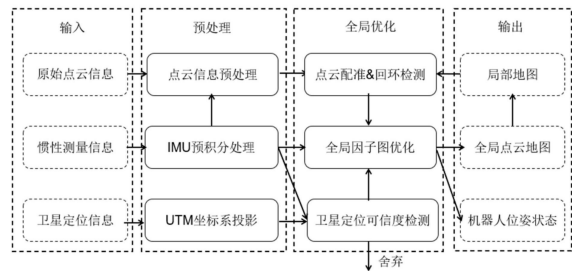 输入
预处理
全局优化
输出
原始点云信息
点云信息预处理
点云配准&回环检测
局部地图
惯性测量信息
IMU预积分处理
全局因子图优化
全局点云地图
卫星定位信息
UTM坐标系投影
卫星定位可信度检测
机器人位姿状态
舍弃